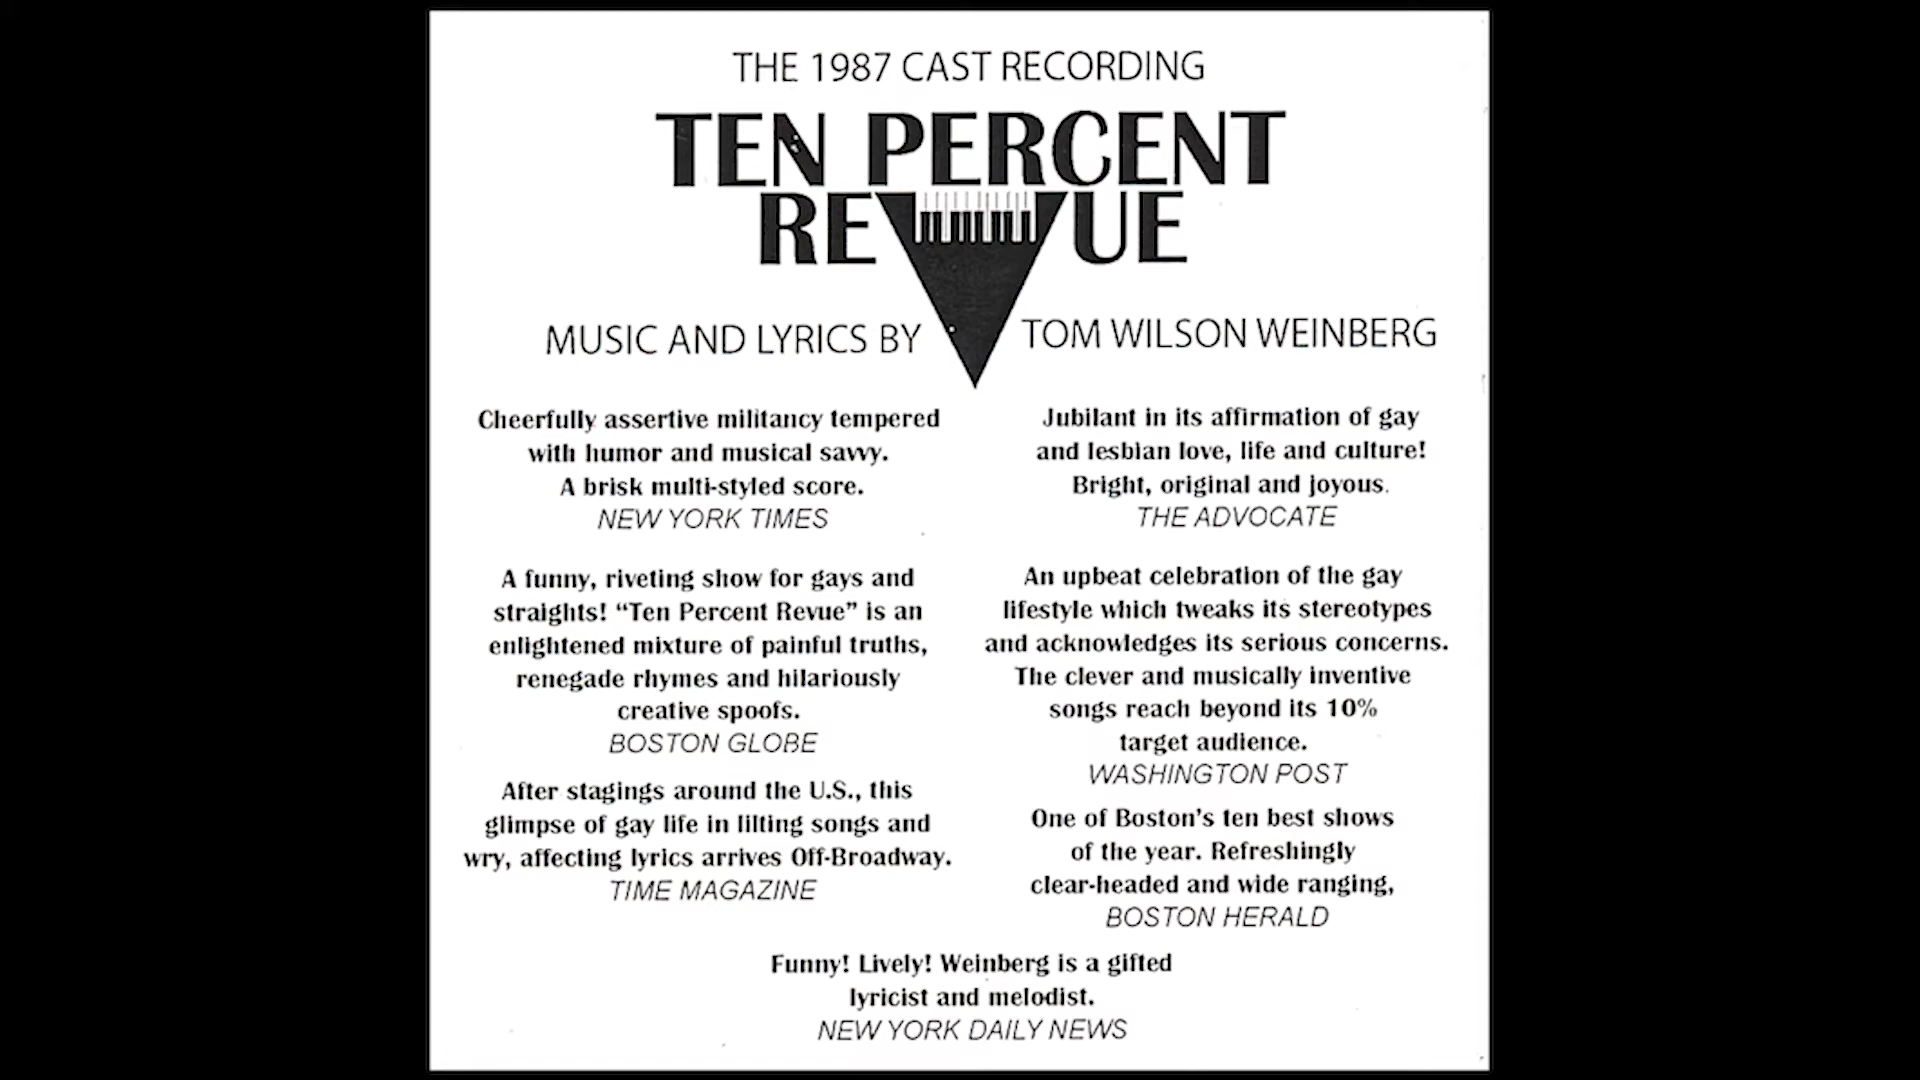 THE 1987 CAST RECORDING
TEN PERCENT
REVUE
MUSIC AND LYRICS BY TOM WILSON WEINBERG
Cheerfully assertive militancy tempered
with humor and musical savvy.
A brisk multi-styled score.
NEW YORK TIMES
A funny, riveting show for gays and
straights! “Ten Percent Revue” is an
enlightened mixture of painful truths,
renegade rhymes and hilariously
creative spoofs.
BOSTON GLOBE
After stagings around the U.S., this
glimpse of gay life in lilting songs and
wry, affecting lyrics arrives Off-Broadway.
TIME MAGAZINE
Jubilant in its affirmation of gay
and lesbian love, life and culture!
Bright, original and joyous.
THE ADVOCATE
An upbeat celebration of the gay
lifestyle which tweaks its stereotypes
and acknowledges its serious concerns.
The clever and musically inventive
songs reach beyond its 10%
target audience.
WASHINGTON POST
One of Boston’s ten best shows
of the year. Refreshingly
clear-headed and wide ranging,
BOSTON HERALD
Funny! Lively! Weinberg is a gifted
lyricist and melodist.
NEW YORK DAILY NEWS